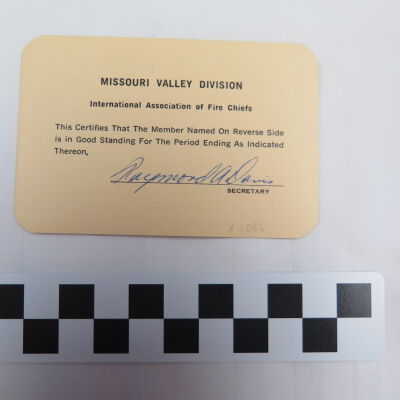 MISSOURI VALLEY DIVISION
International Association of Fire Chiefs
This Certifies That The Member Named On Reverse Side
is in Good Standing For The Period Ending As Indicated
Thereon.
Raymond A Davis
SECRETARY